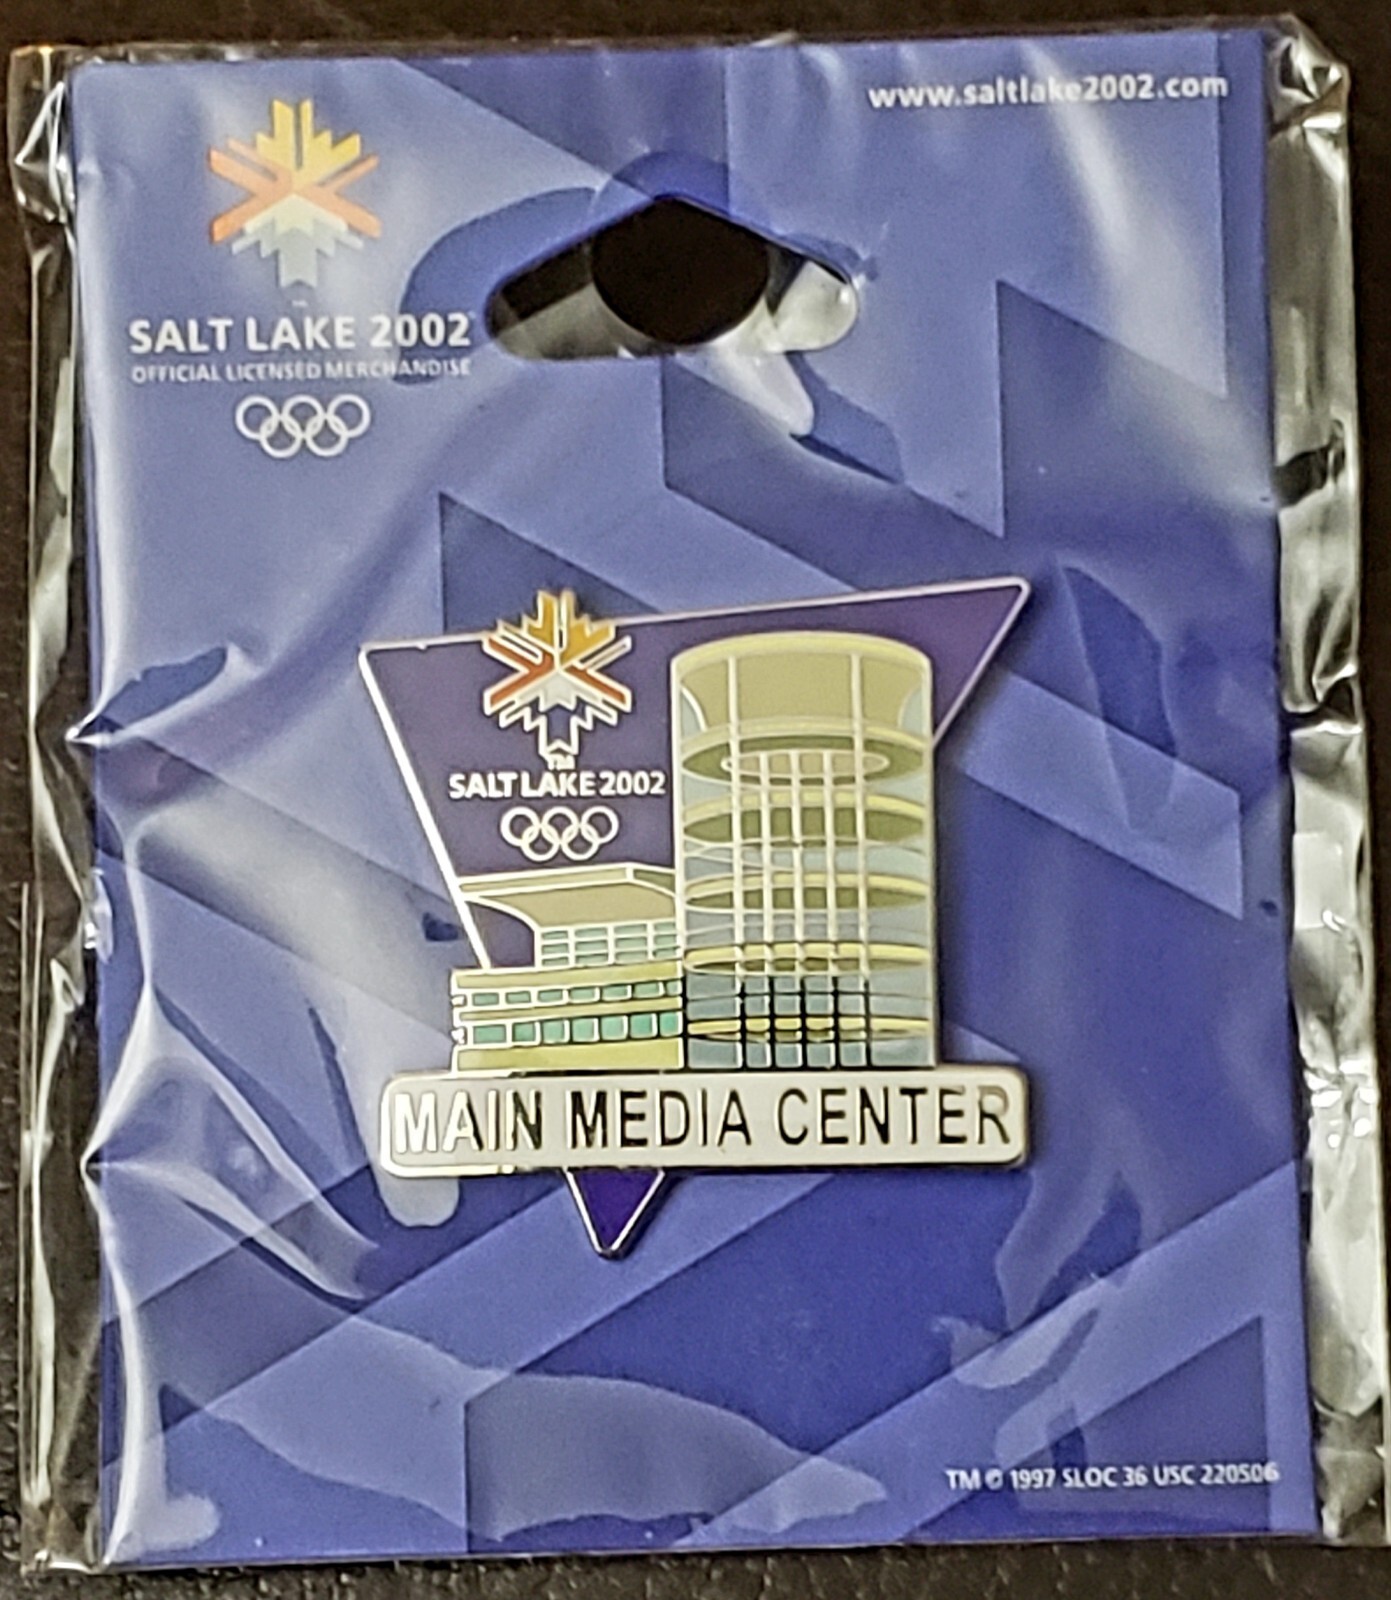 www.saltlake2002.com
SALT LAKE 2002
OFFICIAL LICENSED MERCHANDISE
TM
SALT LAKE 2002
MAIN MEDIA CENTER
TM © 1997 SLOC 36 USC 220506